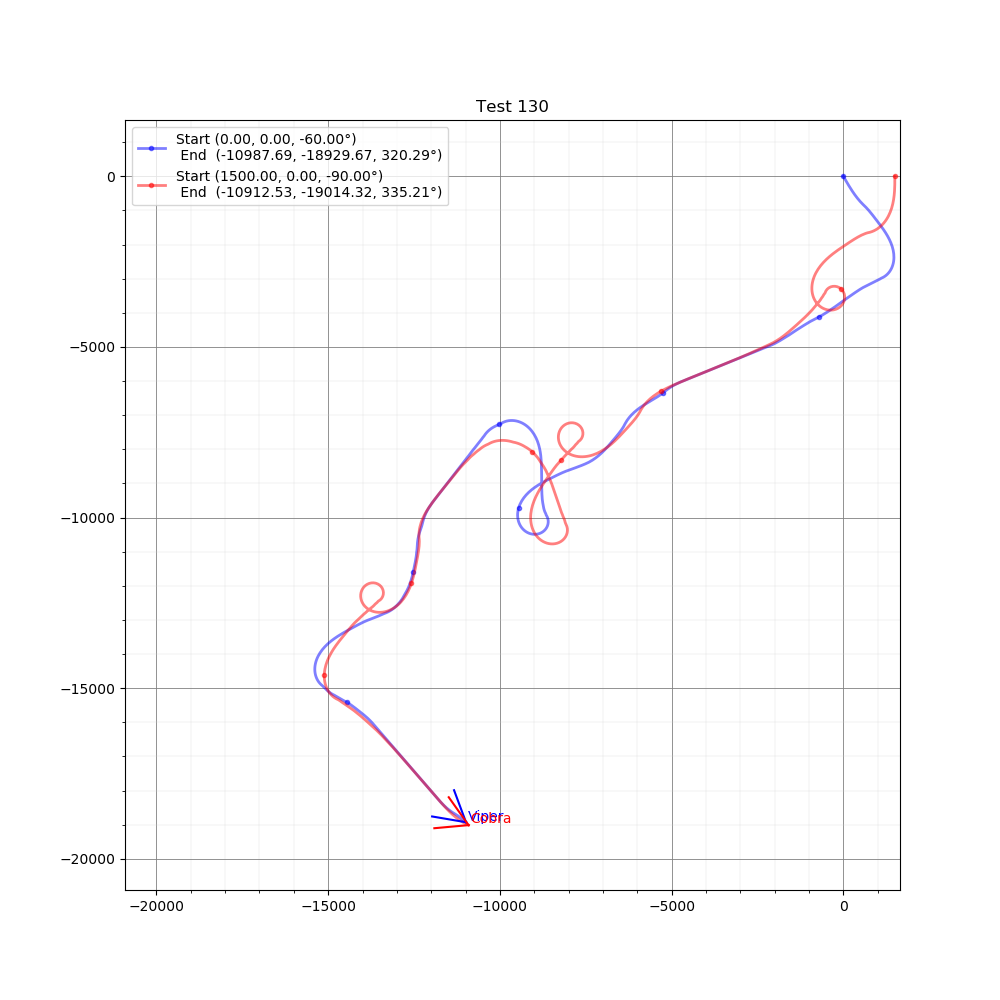 Test 130
Start (0.00, 0.00, -60.00°)
End  (-10987.69, -18929.67, 320.29°)
Start (1500.00, 0.00, -90.00°)
End  (-10912.53, -19014.32, 335.21°)
0
−5000
−10000
−15000
−20000
Viper
Cobra
−20000
−15000
−10000
−5000
0